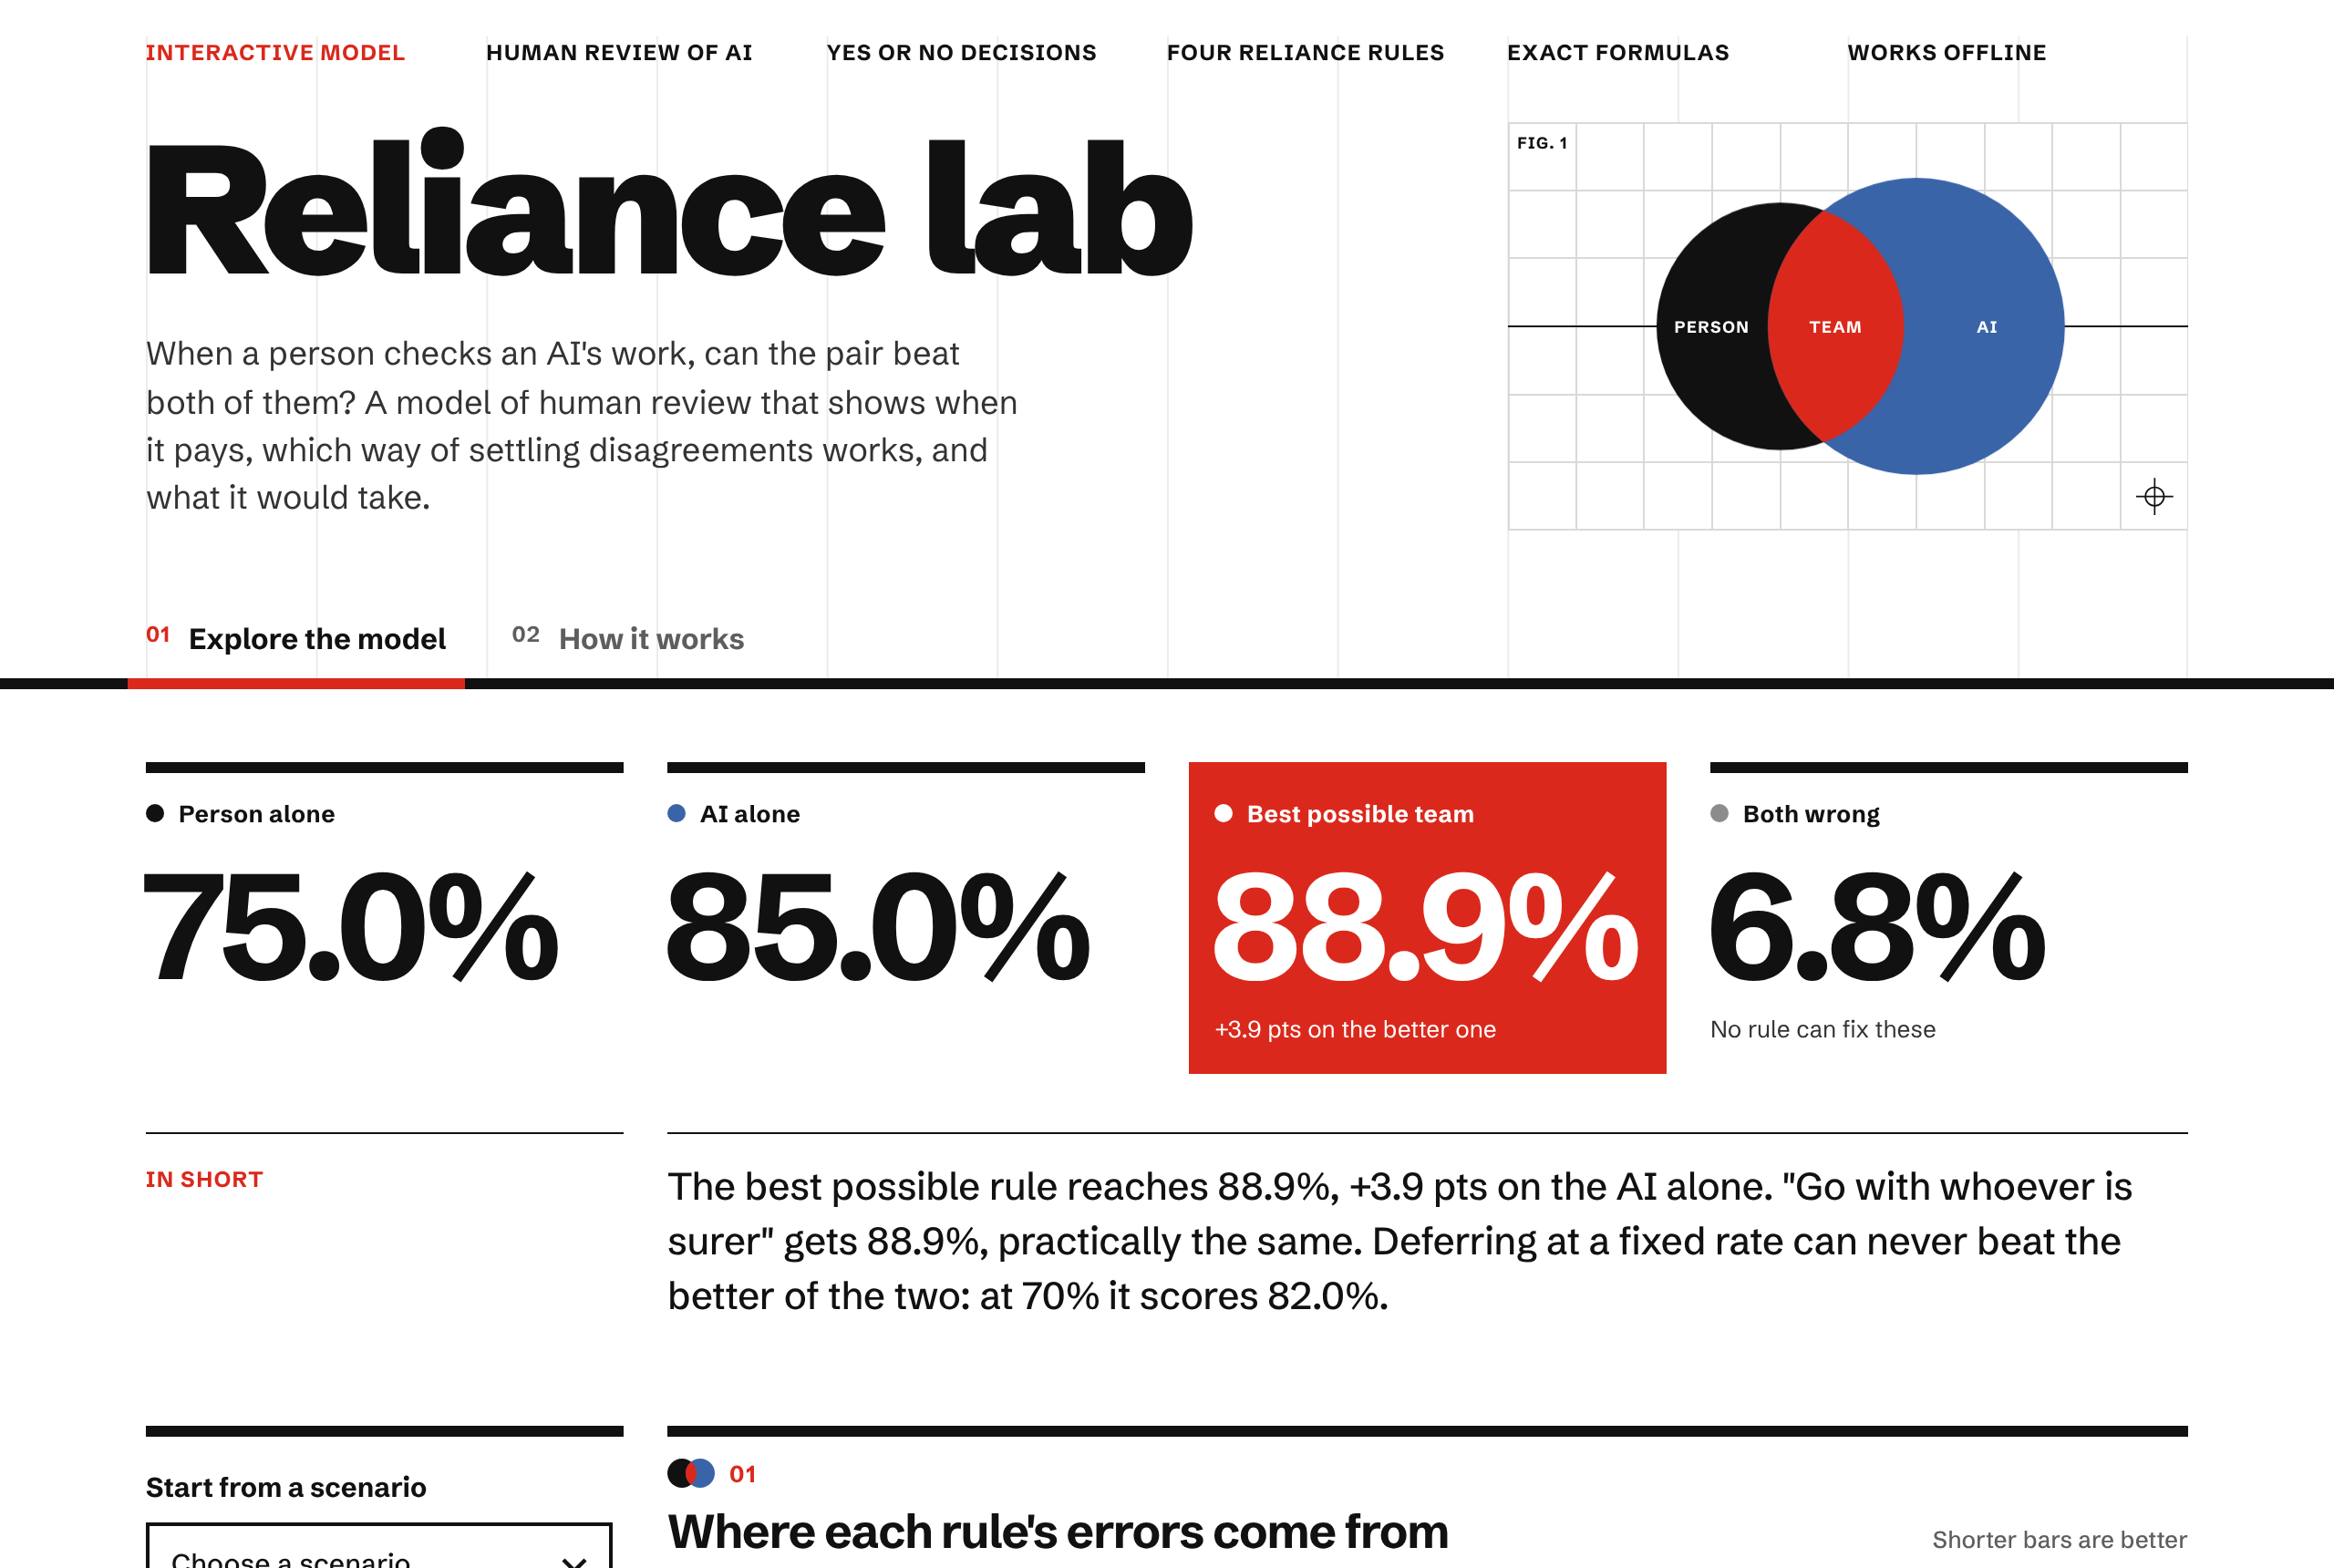 INTERACTIVE MODEL
HUMAN REVIEW OF AI
YES OR NO DECISIONS
FOUR RELIANCE RULES
EXACT FORMULAS
WORKS OFFLINE
Reliance lab
When a person checks an AI's work, can the pair beat
both of them? A model of human review that shows when
it pays, which way of settling disagreements works, and
what it would take.
FIG. 1
PERSON
TEAM
AI
01 Explore the model
02 How it works
Person alone
75.0%
AI alone
85.0%
Best possible team
88.9%
+3.9 pts on the better one
Both wrong
6.8%
No rule can fix these
IN SHORT
The best possible rule reaches 88.9%, +3.9 pts on the AI alone. "Go with whoever is
surer" gets 88.9%, practically the same. Deferring at a fixed rate can never beat the
better of the two: at 70% it scores 82.0%.
Start from a scenario
Choose a scenario
01
Where each rule's errors come from
Shorter bars are better